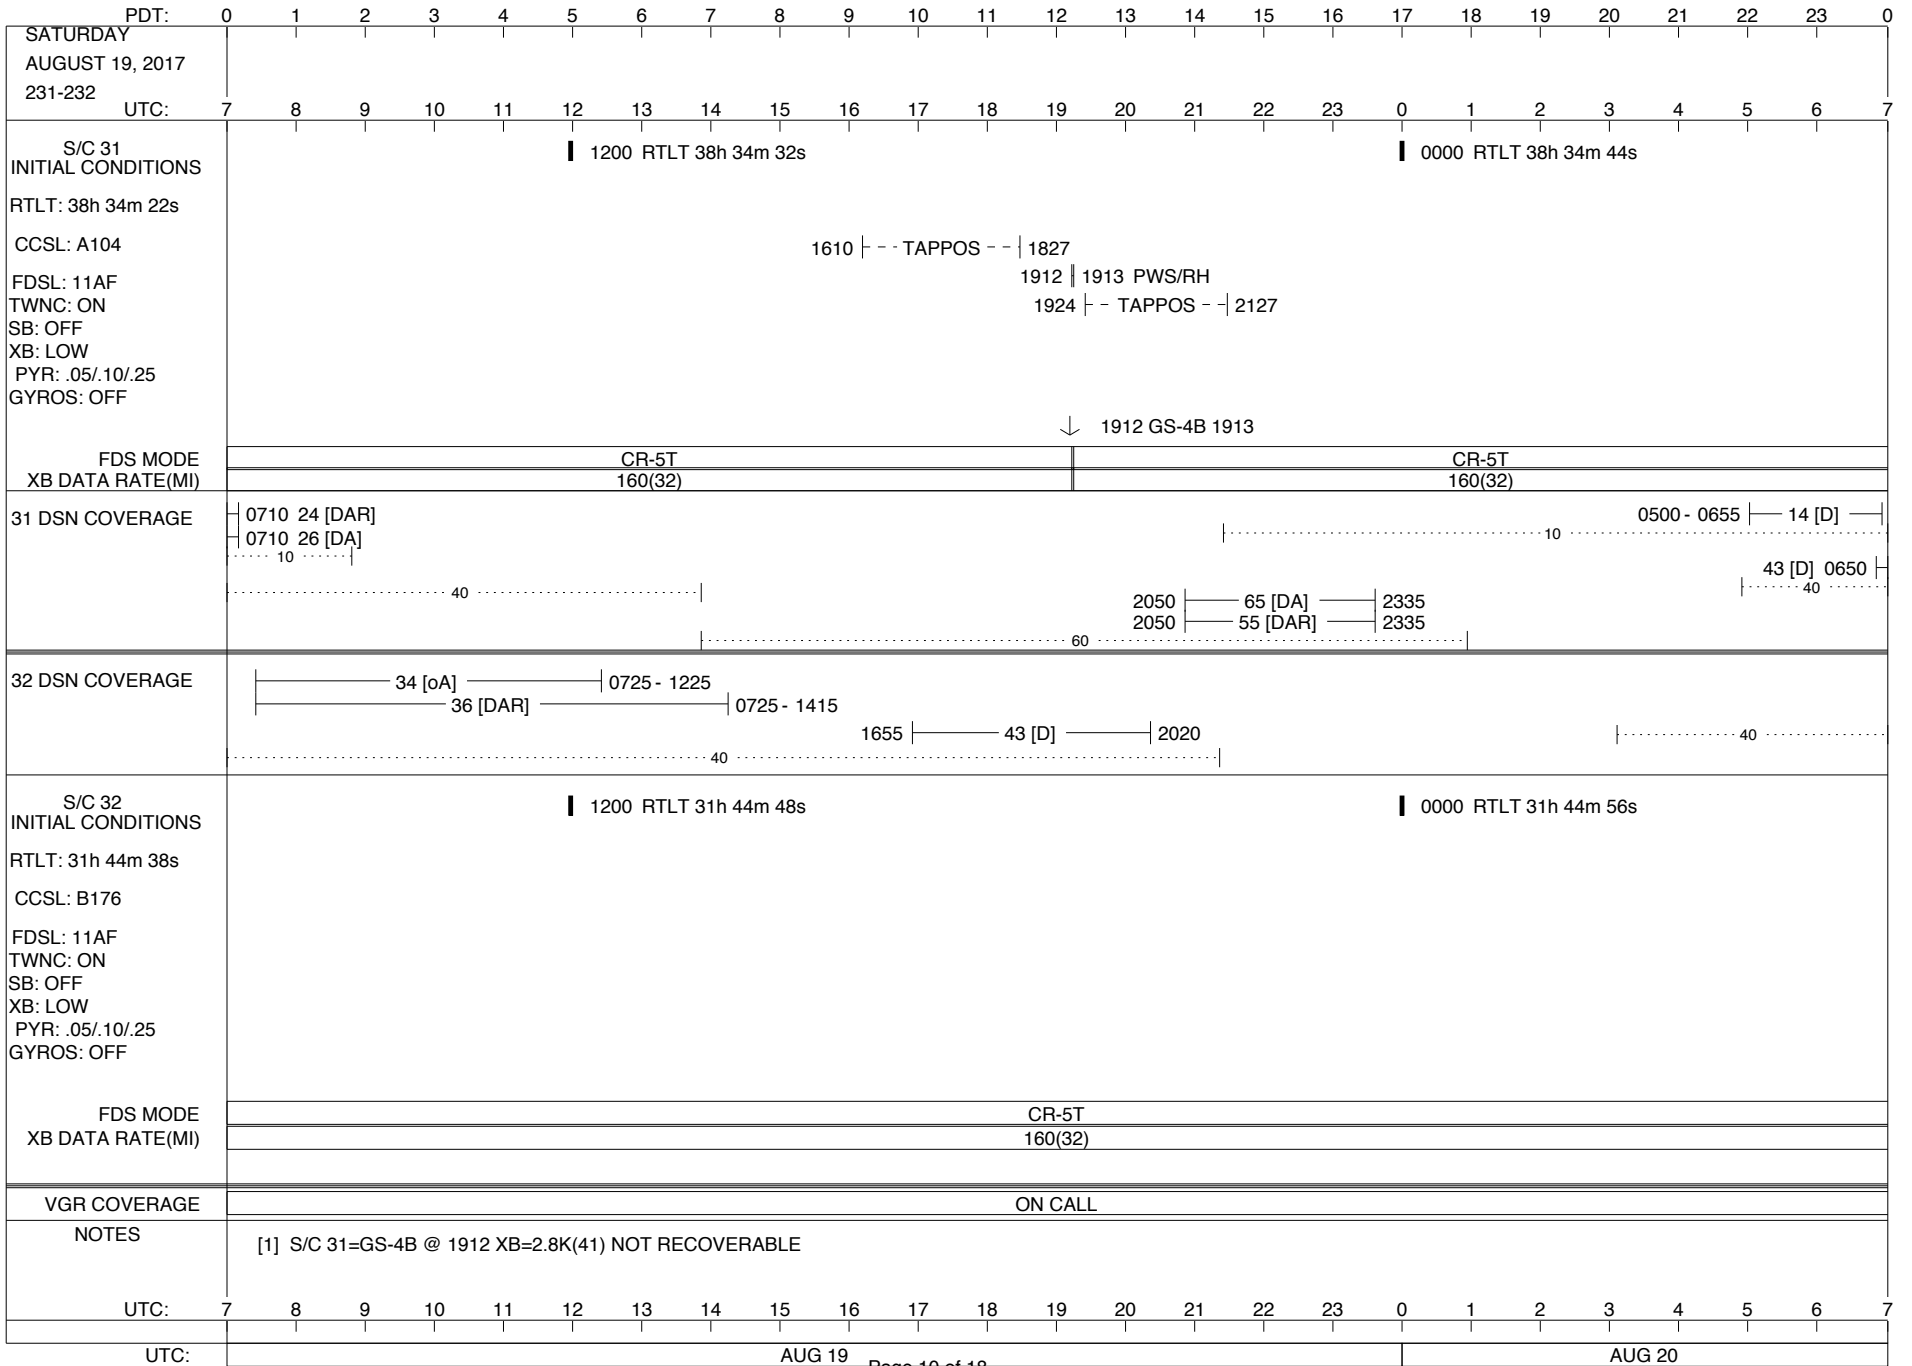 PDT: 0 1 2 3 4 5 6 7 8 9 10 11 12 13 14 15 16 17 18 19 20 21 22 23 0
SATURDAY
AUGUST 19, 2017
231-232
UTC: 7 8 9 10 11 12 13 14 15 16 17 18 19 20 21 22 23 0 1 2 3 4 5 6 7
S/C 31
INITIAL CONDITIONS
1200 RTLT 38h 34m 32s
0000 RTLT 38h 34m 44s
RTLT: 38h 34m 22s
CCSL: A104
1610 TAPPOS 1827
FDSL: 11AF
1912 1913 PWS/RH
TWNC: ON
1924 TAPPOS 2127
SB: OFF
XB: LOW
PYR: .05/.10/.25
GYROS: OFF
1912 GS-4B 1913
FDS MODE CR-5T CR-5T
XB DATA RATE(MI) 160(32) 160(32)
31 DSN COVERAGE
0710 24 [DAR]
0500 - 0655 14 [D]
0710 26 [DA]
10
10
43 [D] 0650
40
40
2050 65 [DA] 2335
2050 55 [DAR] 2335
60
32 DSN COVERAGE
34 [oA] 0725 - 1225
36 [DAR] 0725 - 1415
1655 43 [D] 2020
40
40
S/C 32
INITIAL CONDITIONS
1200 RTLT 31h 44m 48s
0000 RTLT 31h 44m 56s
RTLT: 31h 44m 38s
CCSL: B176
FDSL: 11AF
TWNC: ON
SB: OFF
XB: LOW
PYR: .05/.10/.25
GYROS: OFF
FDS MODE CR-5T
XB DATA RATE(MI) 160(32)
VGR COVERAGE ON CALL
NOTES
[1] S/C 31=GS-4B @ 1912 XB=2.8K(41) NOT RECOVERABLE
UTC: 7 8 9 10 11 12 13 14 15 16 17 18 19 20 21 22 23 0 1 2 3 4 5 6 7
UTC: AUG 19 AUG 20
Page 10 of 18